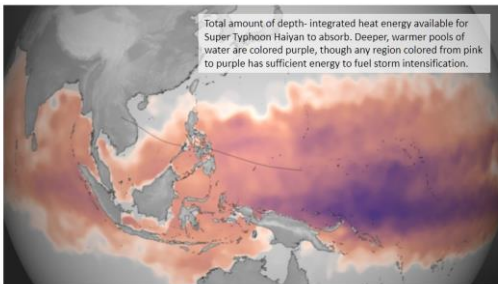 Total amount of depth- integrated heat energy available for
Super Typhoon Haiyan to absorb. Deeper, warmer pools of
water are colored purple, though any region colored from pink
to purple has sufficient energy to fuel storm intensification.